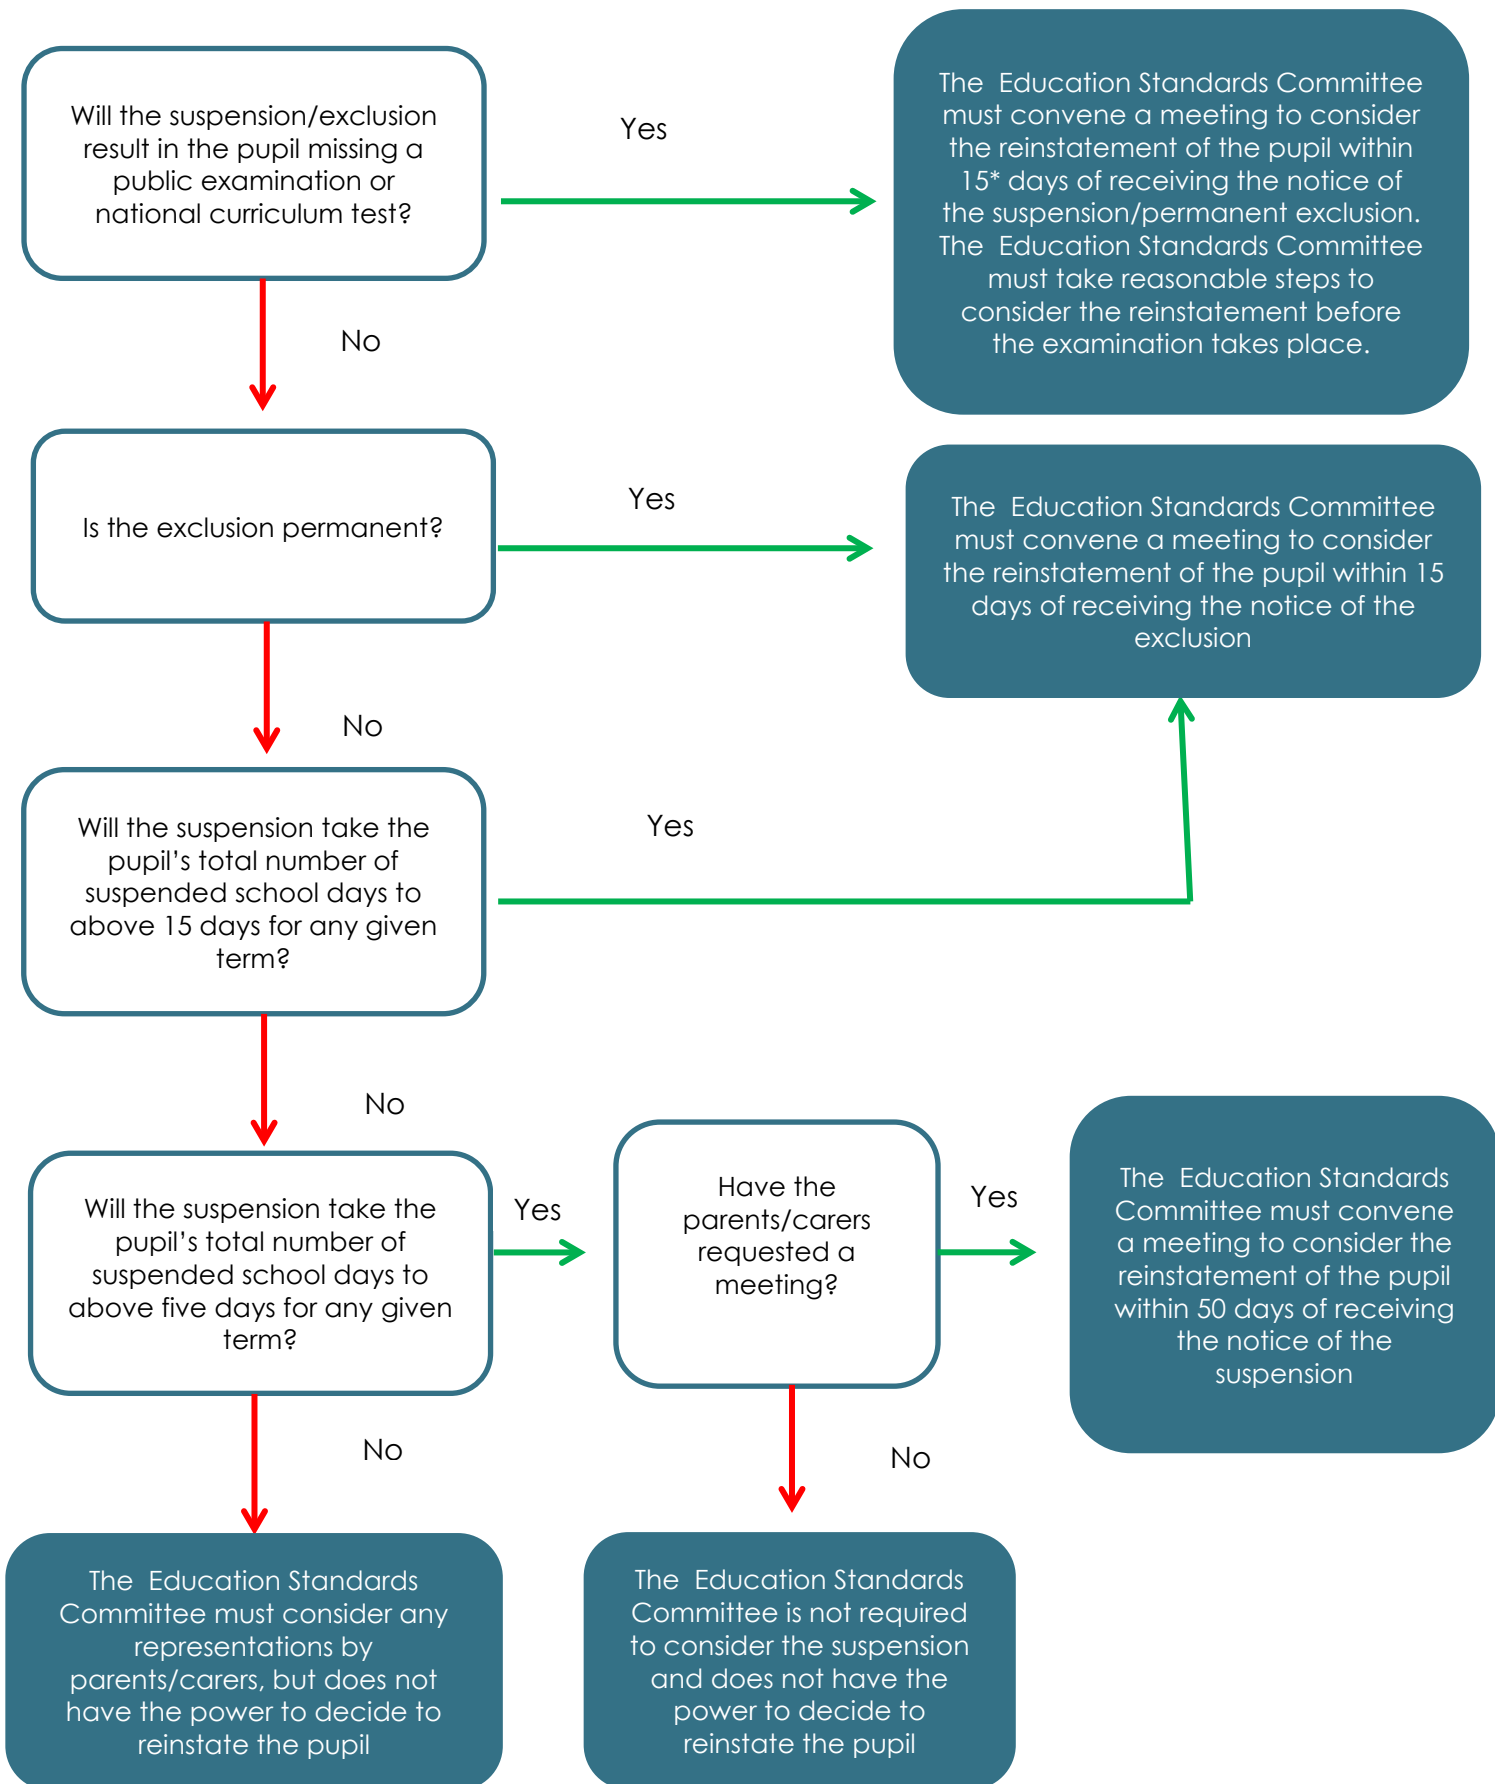 Will the suspension/exclusion
result in the pupil missing a
public examination or
national curriculum test?
Yes
The Education Standards Committee
must convene a meeting to consider
the reinstatement of the pupil within
15* days of receiving the notice of
the suspension/permanent exclusion.
The Education Standards Committee
must take reasonable steps to
consider the reinstatement before
the examination takes place.
No
Is the exclusion permanent?
Yes
The Education Standards Committee
must convene a meeting to consider
the reinstatement of the pupil within 15
days of receiving the notice of the
exclusion
No
Will the suspension take the
pupil’s total number of
suspended school days to
above 15 days for any given
term?
Yes
No
Will the suspension take the
pupil’s total number of
suspended school days to
above five days for any given
term?
Yes
Have the
parents/carers
requested a
meeting?
Yes
The Education Standards
Committee must convene
a meeting to consider the
reinstatement of the pupil
within 50 days of receiving
the notice of the
suspension
No
No
The Education Standards
Committee must consider any
representations by
parents/carers, but does not
have the power to decide to
reinstate the pupil
The Education Standards
Committee is not required
to consider the suspension
and does not have the
power to decide to
reinstate the pupil